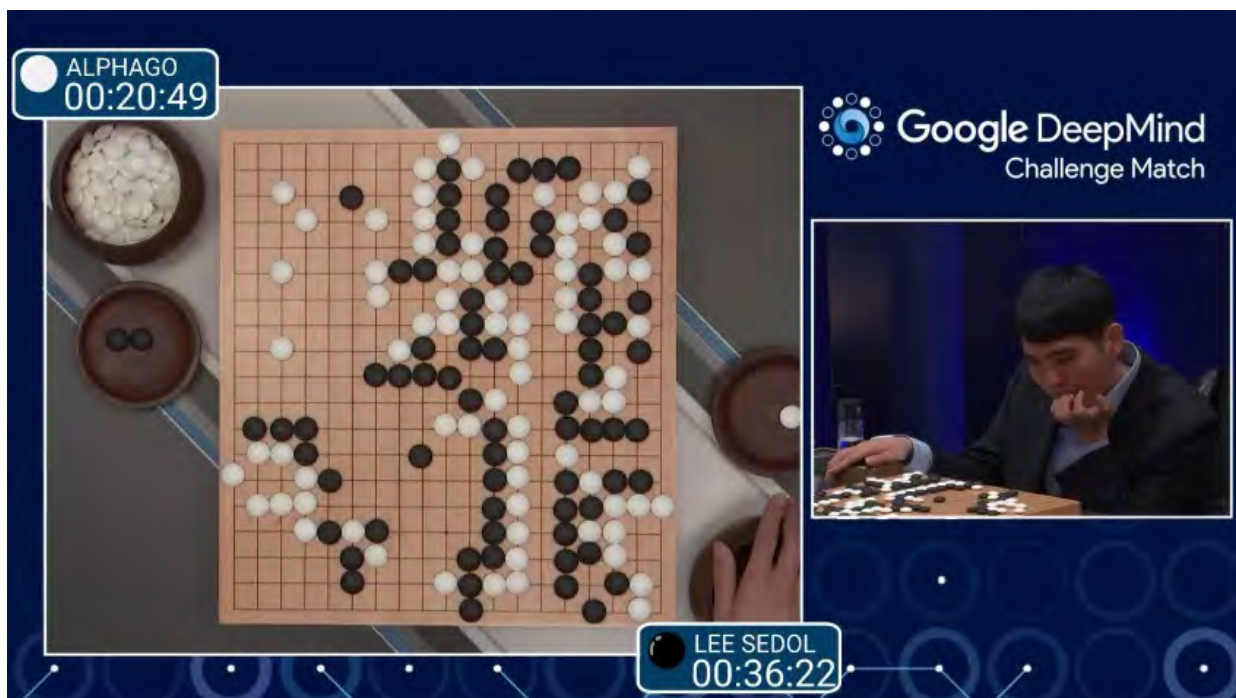 ALPHAGO
00:20:49
Google DeepMind
Challenge Match
LEE SEDOL
00:36:22